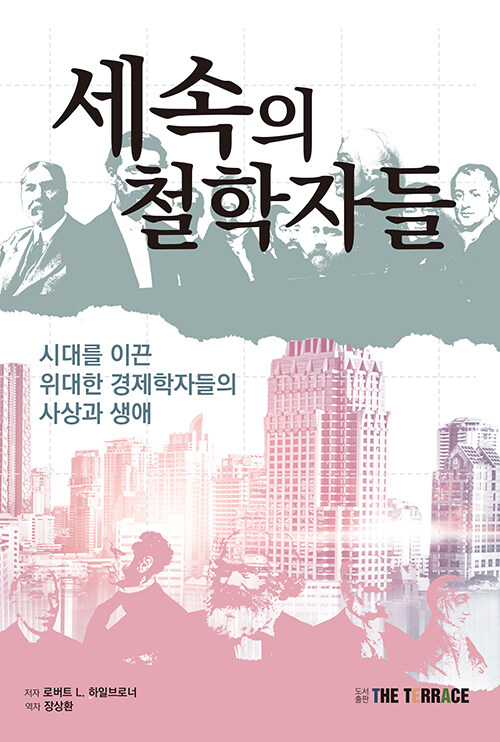 세속의
철학자들
시대를 이끈
위대한 경제학자들의
사상과 생애
저자 로버트 L. 하일브로너
역자 장상환
도서
출판 THE TERRACE